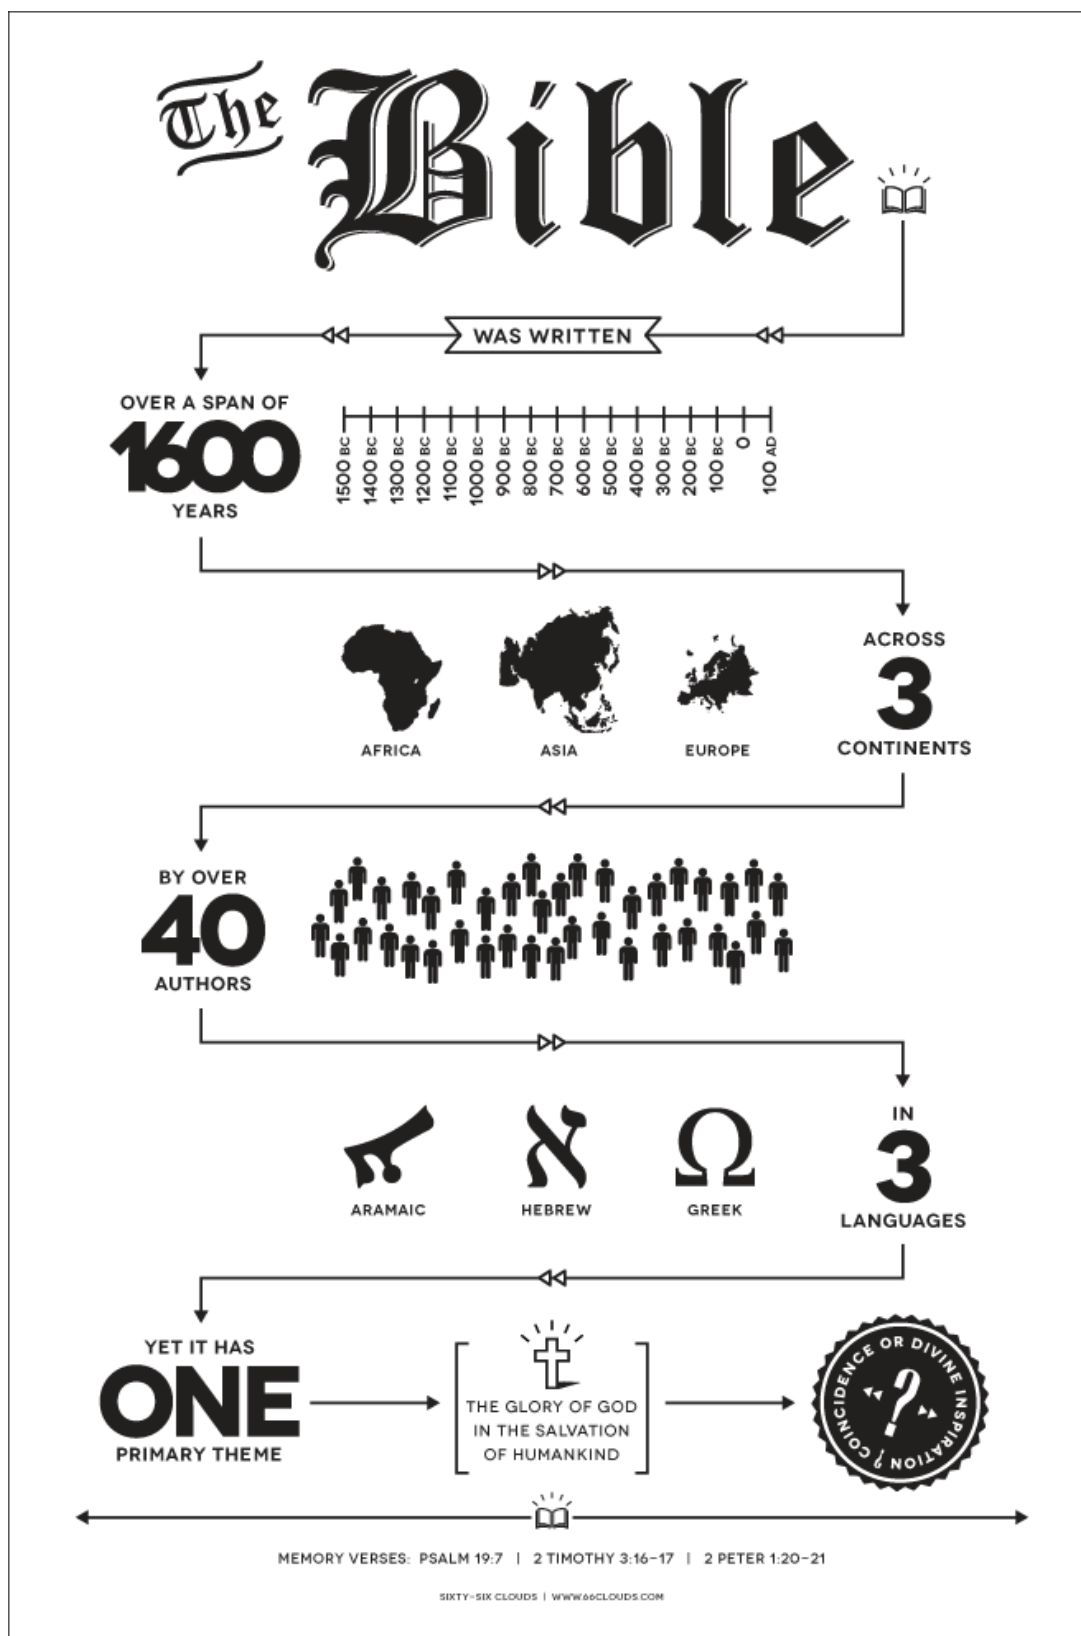 The Bible
WAS WRITTEN
OVER A SPAN OF
1600
YEARS
1500 BC
1400 BC
1300 BC
1200 BC
1100 BC
1000 BC
900 BC
800 BC
700 BC
600 BC
500 BC
400 BC
300 BC
200 BC
100 BC
0
100 AD
AFRICA
ASIA
EUROPE
ACROSS
3
CONTINENTS
BY OVER
40
AUTHORS
ARAMAIC
א
HEBREW
Ω
GREEK
IN
3
LANGUAGES
YET IT HAS
ONE
PRIMARY THEME
THE GLORY OF GOD
IN THE SALVATION
OF HUMANKIND
COINCIDENCE OR DIVINE INSPIRATION?
?
MEMORY VERSES: PSALM 19:7 | 2 TIMOTHY 3:16-17 | 2 PETER 1:20-21
SIXTY-SIX CLOUDS | WWW.66CLOUDS.COM